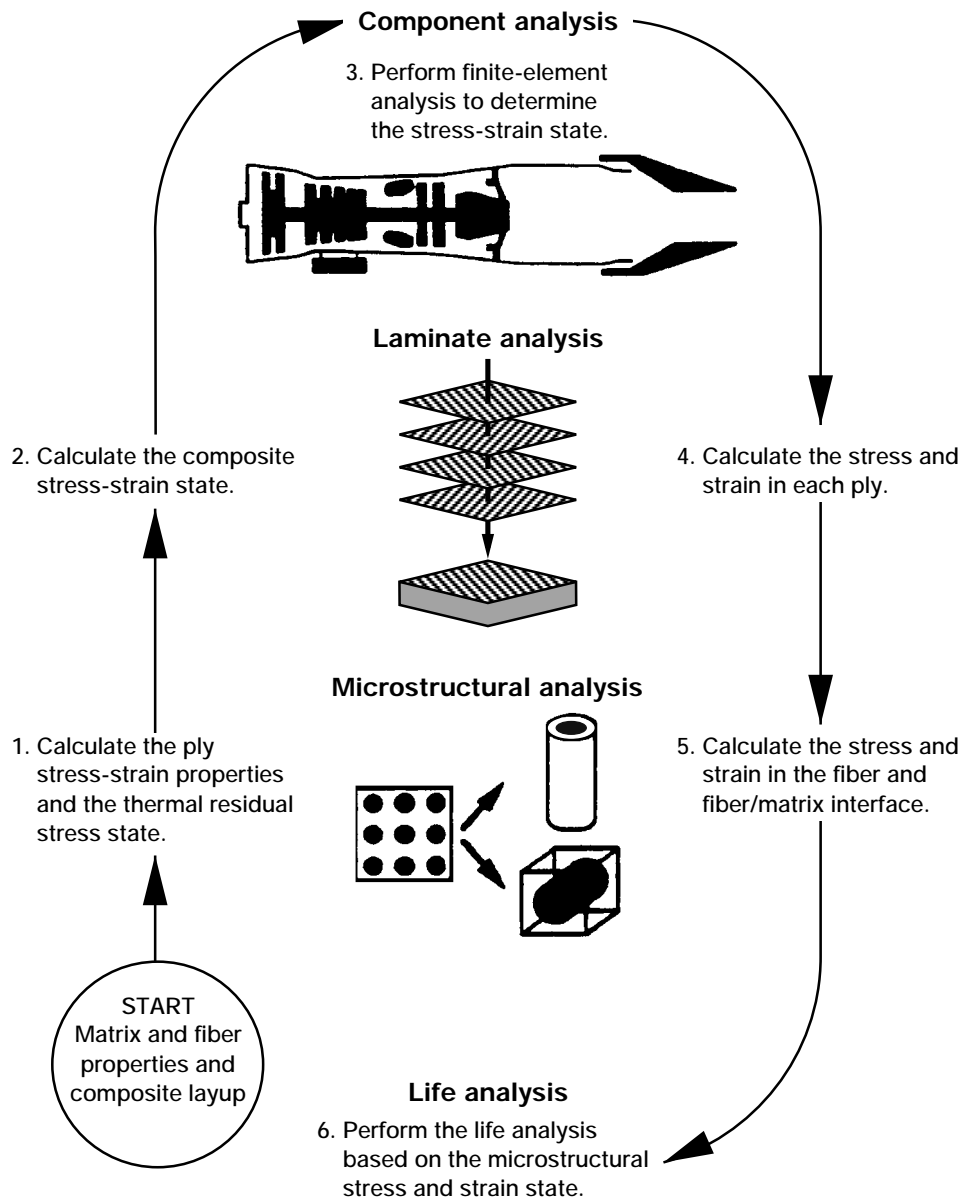 Component analysis
3. Perform finite-element
analysis to determine
the stress-strain state.
Laminate analysis
2. Calculate the composite
stress-strain state.
4. Calculate the stress and
strain in each ply.
Microstructural analysis
1. Calculate the ply
stress-strain properties
and the thermal residual
stress state.
5. Calculate the stress and
strain in the fiber and
fiber/matrix interface.
START
Matrix and fiber
properties and
composite layup
Life analysis
6. Perform the life analysis
based on the microstructural
stress and strain state.